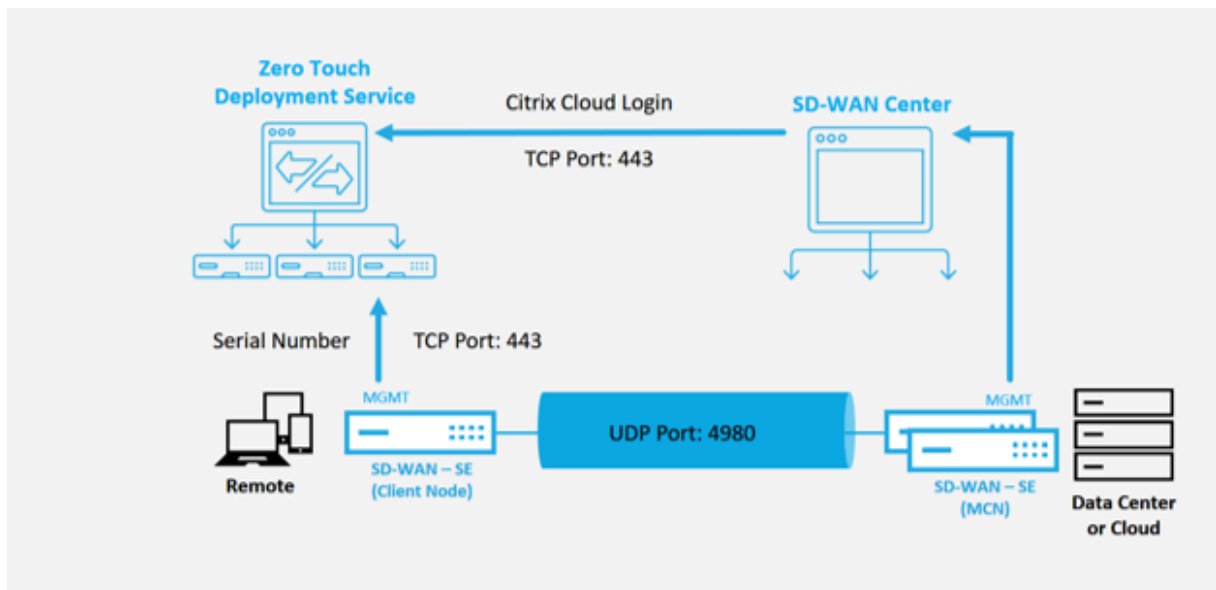 Zero Touch
Deployment Service
Citrix Cloud Login
TCP Port: 443
SD-WAN Center
Serial Number
TCP Port: 443
MGMT
MGMT
UDP Port: 4980
Remote
SD-WAN – SE
(Client Node)
SD-WAN – SE
(MCN)
Data Center
or Cloud